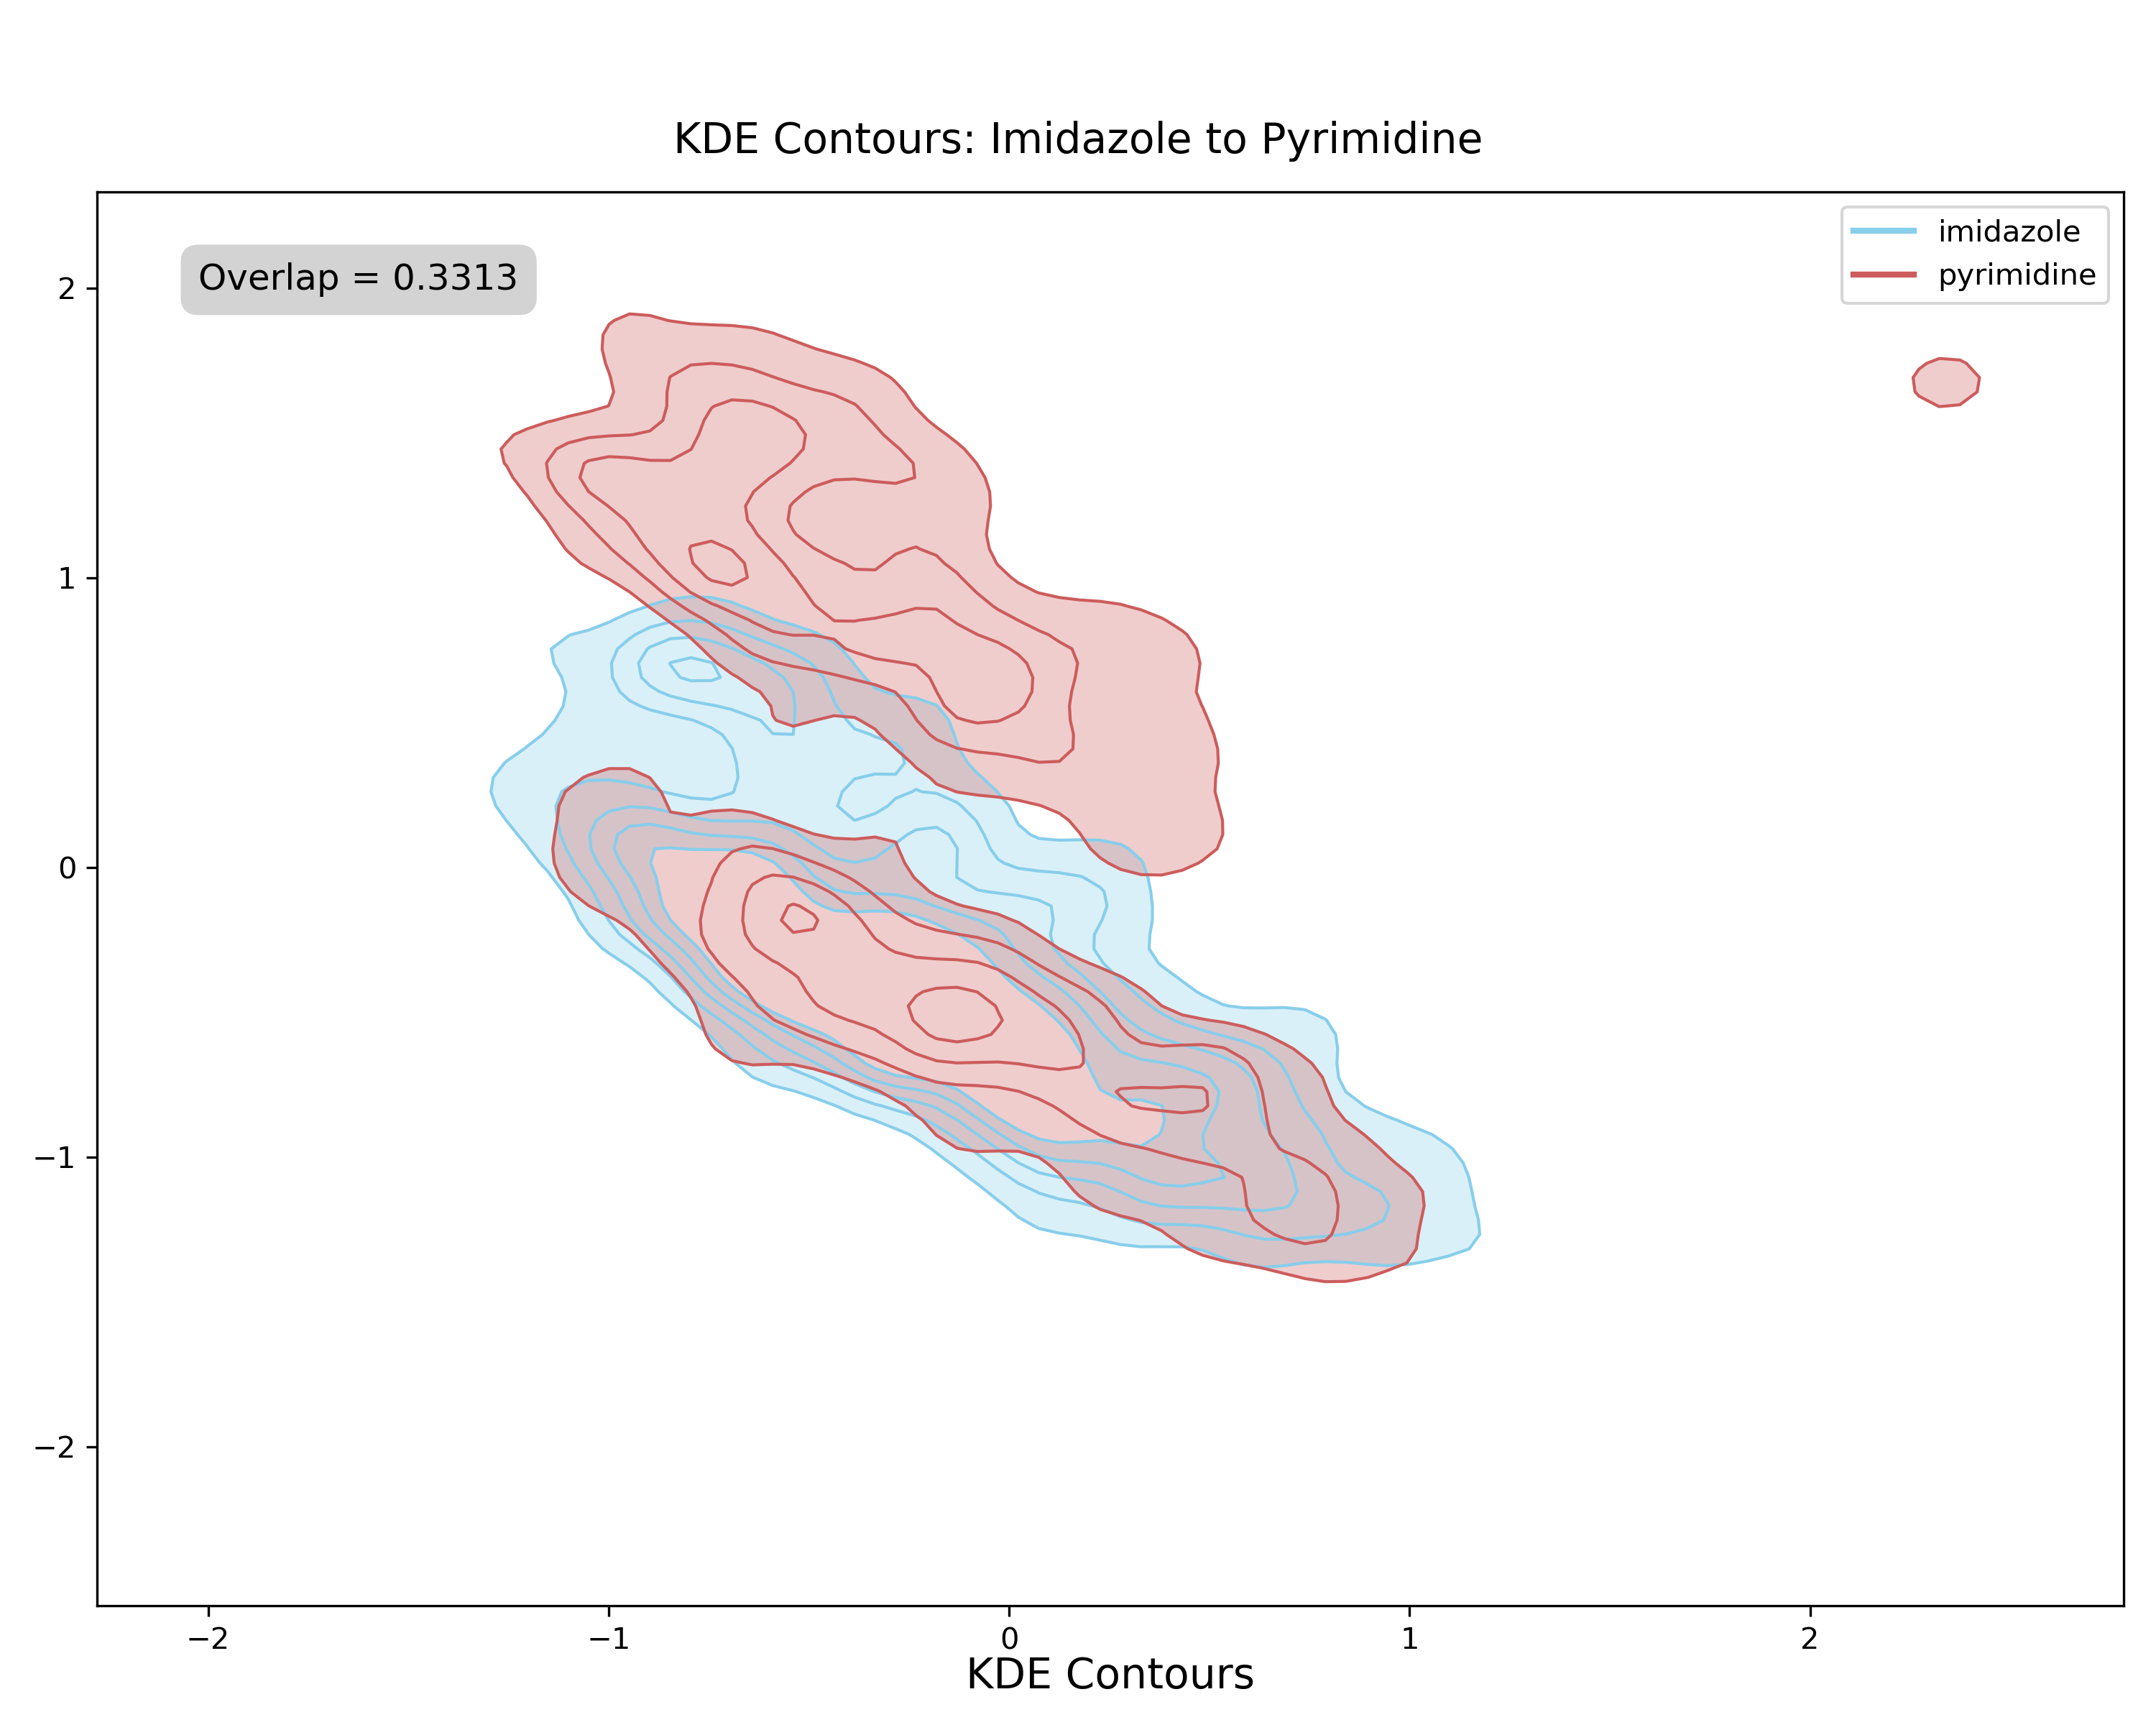 KDE Contours: Imidazole to Pyrimidine
Overlap = 0.3313
imidazole
pyrimidine
2
1
0
−1
−2
−2
−1
0
1
2
KDE Contours